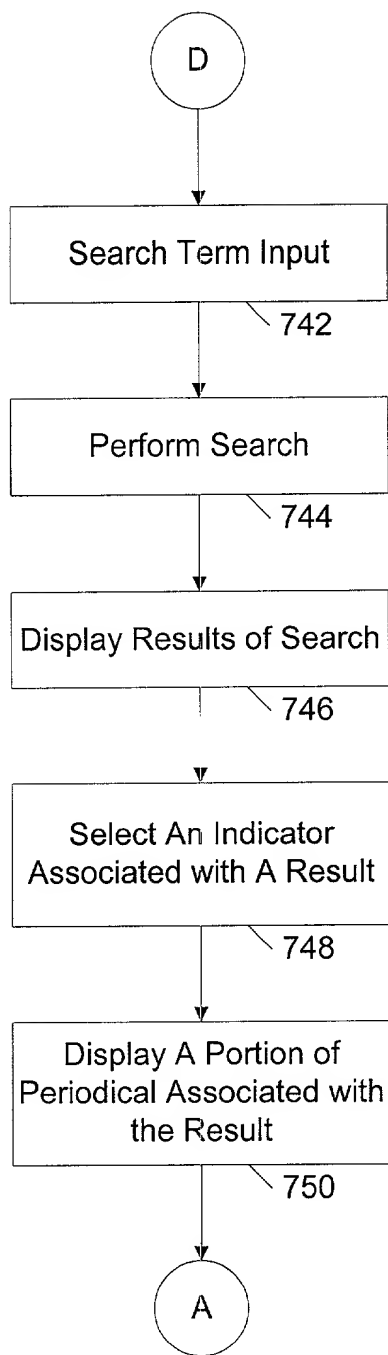 D
Search Term Input
742
Perform Search
744
Display Results of Search
746
Select An Indicator
Associated with A Result
748
Display A Portion of
Periodical Associated with
the Result
750
A